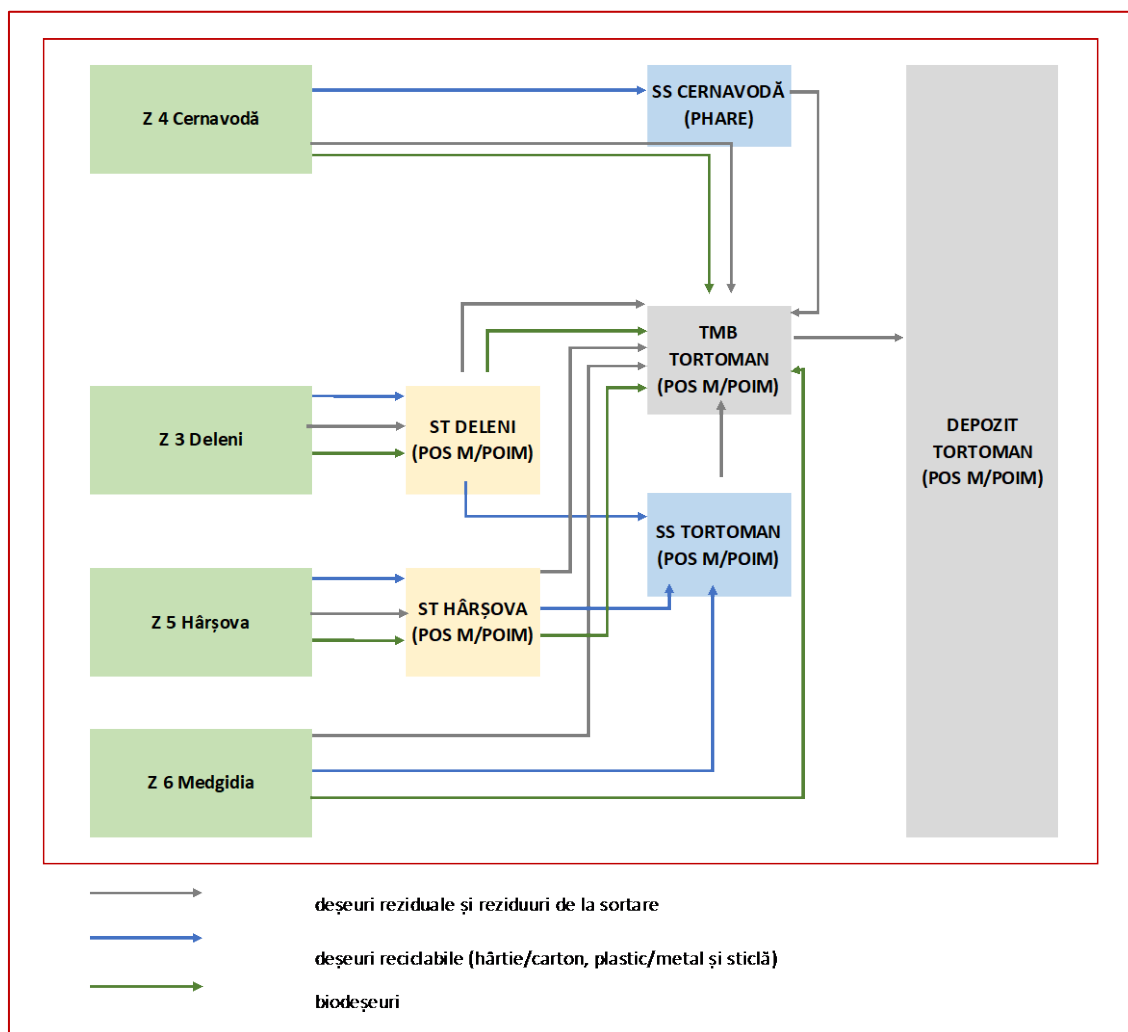 Z 4 Cernavodă
SS CERNAVODĂ
(PHARE)
TMB
TORTOMAN
(POS M/POIM)
DEPOZIT
TORTOMAN
(POS M/POIM)
Z 3 Deleni
ST DELENI
(POS M/POIM)
SS TORTOMAN
(POS M/POIM)
Z 5 Hârșova
ST HÂRȘOVA
(POS M/POIM)
Z 6 Medgidia
deșeuri reziduale și reziduuri de la sortare
deșeuri reciclabile (hârtie/carton, plastic/metal și sticlă)
biodeșeuri